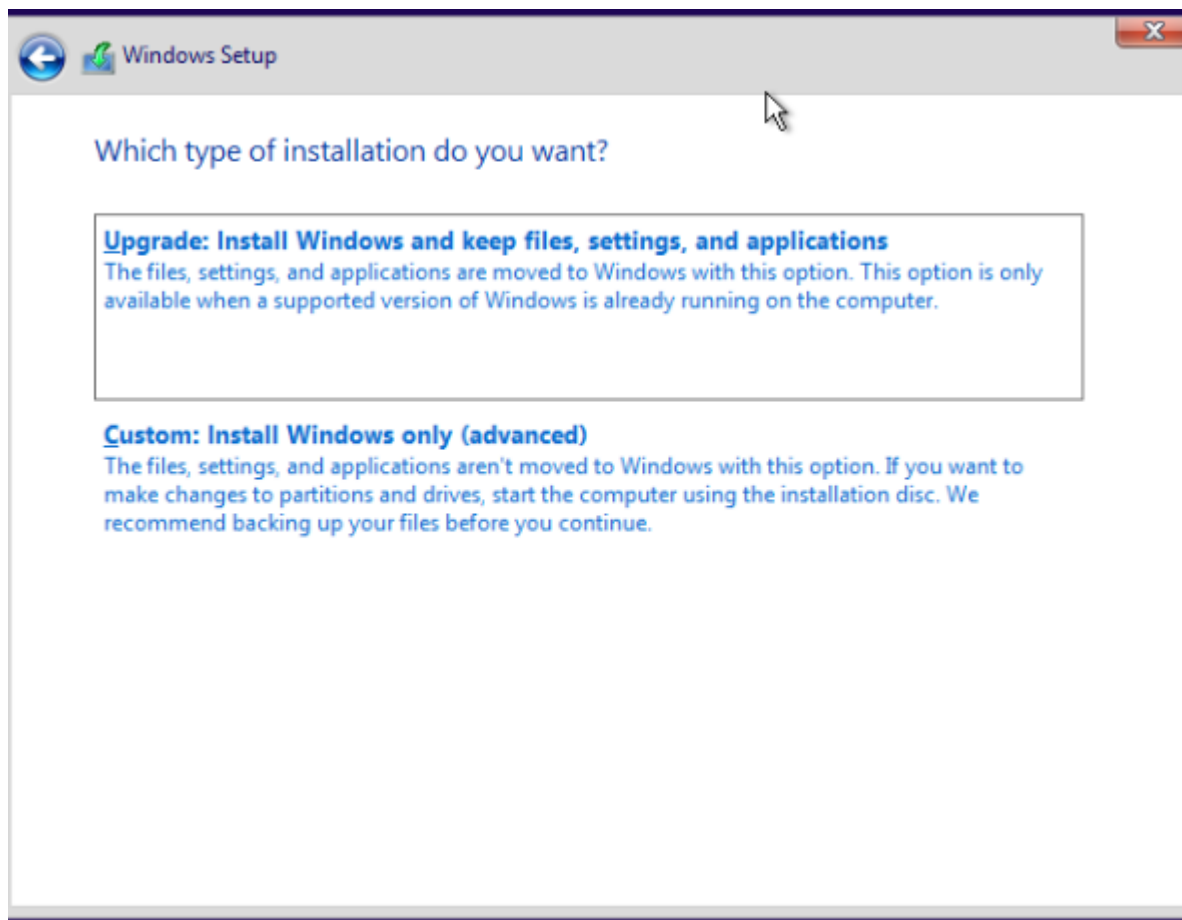 Windows Setup
Which type of installation do you want?
Upgrade: Install Windows and keep files, settings, and applications
The files, settings, and applications are moved to Windows with this option. This option is only
available when a supported version of Windows is already running on the computer.
Custom: Install Windows only (advanced)
The files, settings, and applications aren't moved to Windows with this option. If you want to
make changes to partitions and drives, start the computer using the installation disc. We
recommend backing up your files before you continue.